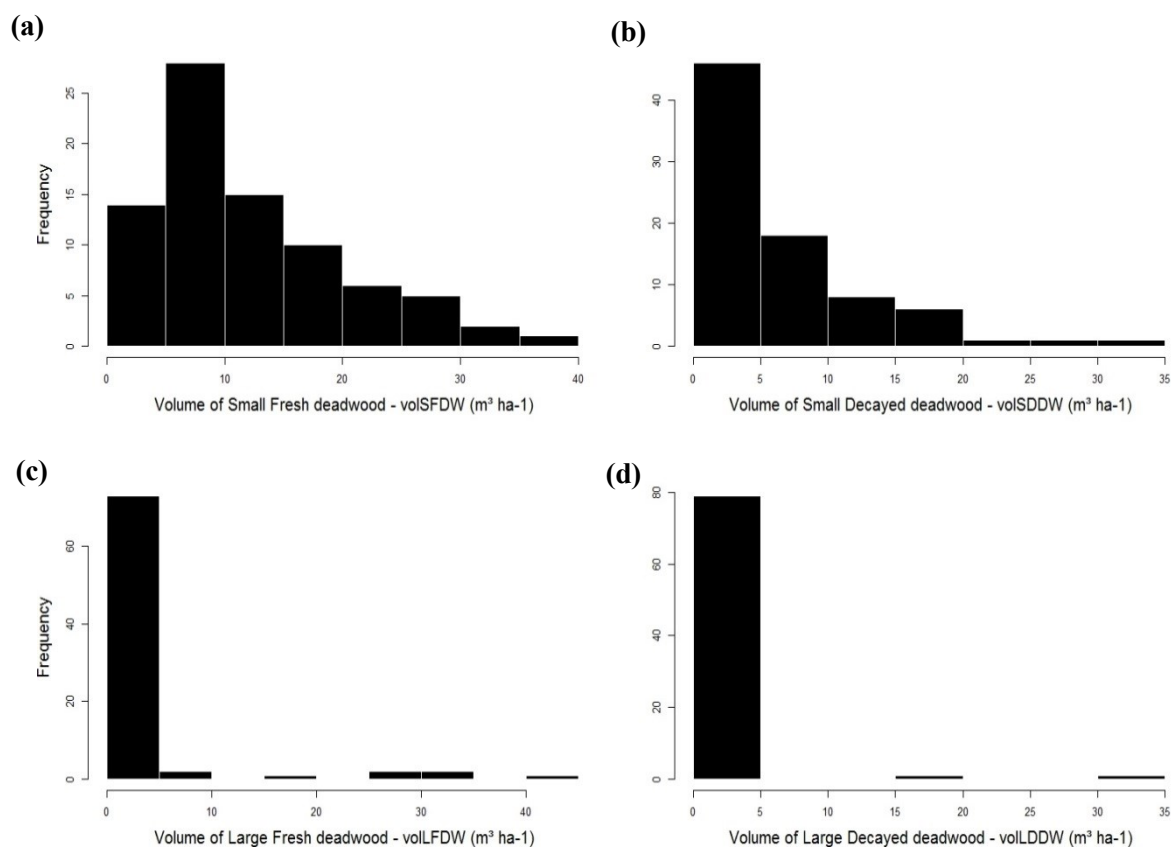 (a)
Frequency
25
20
15
10
5
0
0 10 20 30 40
Volume of Small Fresh deadwood - volSFDW (m³ ha-1)
(b)
40
30
20
10
0
0 5 10 15 20 25 30 35
Volume of Small Decayed deadwood - volSDDW (m³ ha-1)
(c)
Frequency
60
40
20
0
0 10 20 30 40
Volume of Large Fresh deadwood - volLFDW (m³ ha-1)
(d)
80
60
40
20
0
0 5 10 15 20 25 30 35
Volume of Large Decayed deadwood - volLDDW (m³ ha-1)